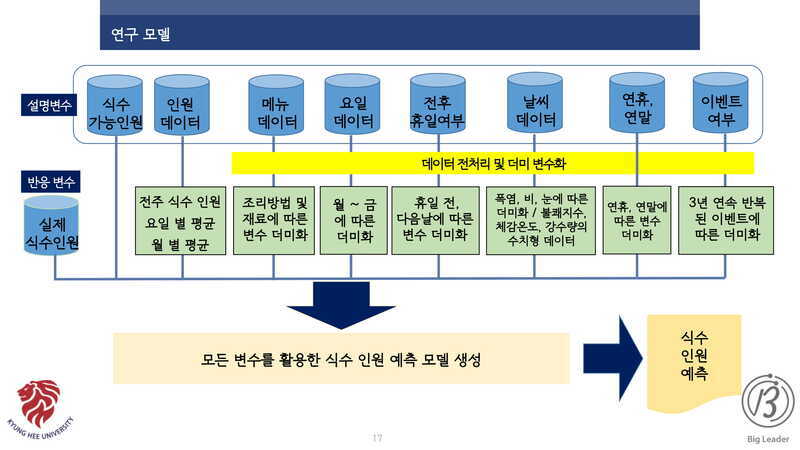 연구 모델
설명변수
식수
가능인원
인원
데이터
메뉴
데이터
요일
데이터
전후
휴일여부
날씨
데이터
연휴,
연말
이벤트
여부
데이터 전처리 및 더미 변수화
반응 변수
실제
식수인원
전주 식수 인원
요일 별 평균
월 별 평균
조리방법 및
재료에 따른
변수 더미화
월 ~ 금
에 따른
더미화
휴일 전,
다음날에 따른
변수 더미화
폭염, 비, 눈에 따른
더미화 / 불쾌지수,
체감온도, 강수량의
수치형 데이터
연휴, 연말에
따른 변수
더미화
3년 연속 반복
된 이벤트에
따른 더미화
모든 변수를 활용한 식수 인원 예측 모델 생성
식수
인원
예측
KYUNG HEE UNIVERSITY
17
Big Leader